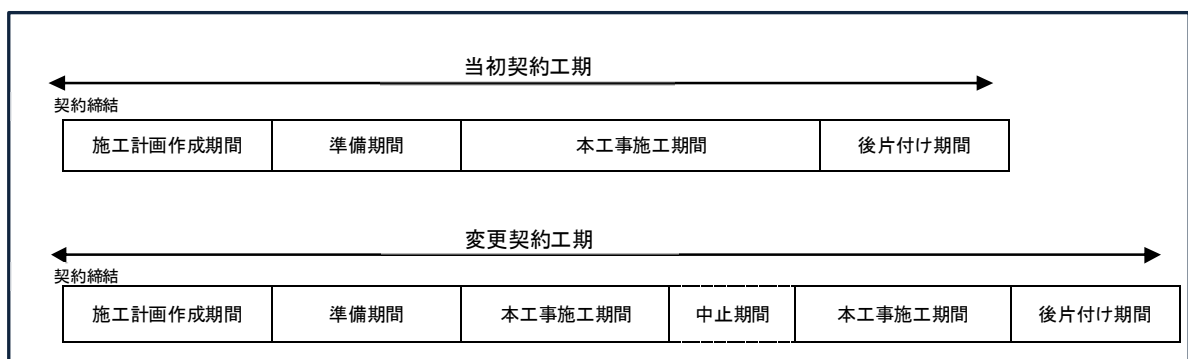 当初契約工期
契約締結
施工計画作成期間 準備期間 本工事施工期間 後片付け期間
変更契約工期
契約締結
施工計画作成期間 準備期間 本工事施工期間 中止期間 本工事施工期間 後片付け期間